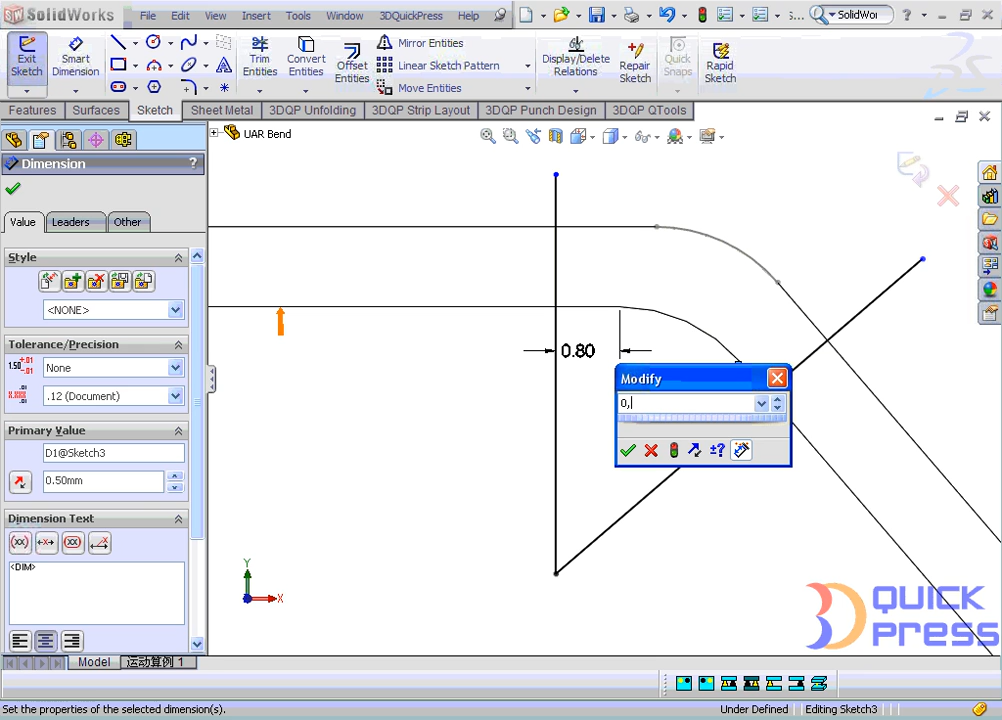 SolidWorks
File Edit View Insert Tools Window 3DQuickPress Help
S... SolidWor
Exit Sketch
Smart Dimension
Trim Entities
Convert Entities
Offset Entities
Mirror Entities
Linear Sketch Pattern
Move Entities
Display/Delete Relations
Repair Sketch
Quick Snaps
Rapid Sketch
Features Surfaces Sketch Sheet Metal 3DQP Unfolding 3DQP Strip Layout 3DQP Punch Design 3DQP QTools
UAR Bend
Dimension ?
Value Leaders Other
Style
<NONE>
Tolerance/Precision
None
.12 (Document)
Primary Value
D1@Sketch3
0.50mm
Dimension Text
(xx) (xx)
<DIM>
0.80
Modify
0,
±?
Y
X
QUICK
PRESS
Model 运动算例 1
Set the properties of the selected dimension(s).
Under Defined Editing Sketch3